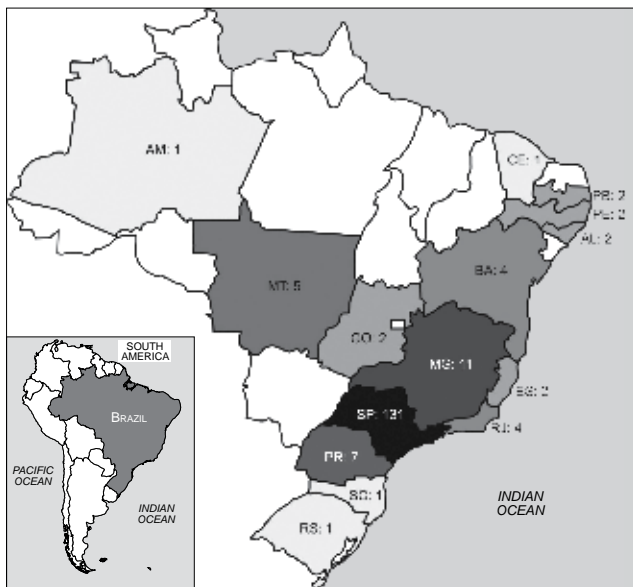 AM: 1
CE: 1
PB: 2
PE: 2
AL: 2
BA: 4
MT: 5
GO: 2
MG: 11
ES: 2
SP: 131
RJ: 4
PR: 7
SC: 1
RS: 1
INDIAN
OCEAN
SOUTH
AMERICA
BRAZIL
PACIFIC
OCEAN
INDIAN
OCEAN